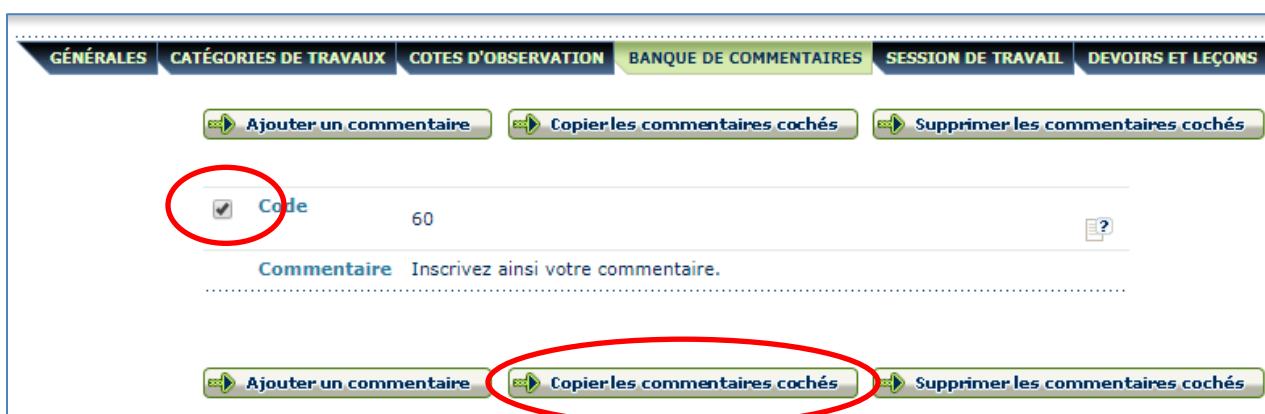 GÉNÉRALES CATÉGORIES DE TRAVAUX COTES D'OBSERVATION BANQUE DE COMMENTAIRES SESSION DE TRAVAIL DEVOIRS ET LEÇONS
Ajouter un commentaire Copier les commentaires cochés Supprimer les commentaires cochés
Code 60 ?
Commentaire Inscrivez ainsi votre commentaire.
Ajouter un commentaire Copier les commentaires cochés Supprimer les commentaires cochés